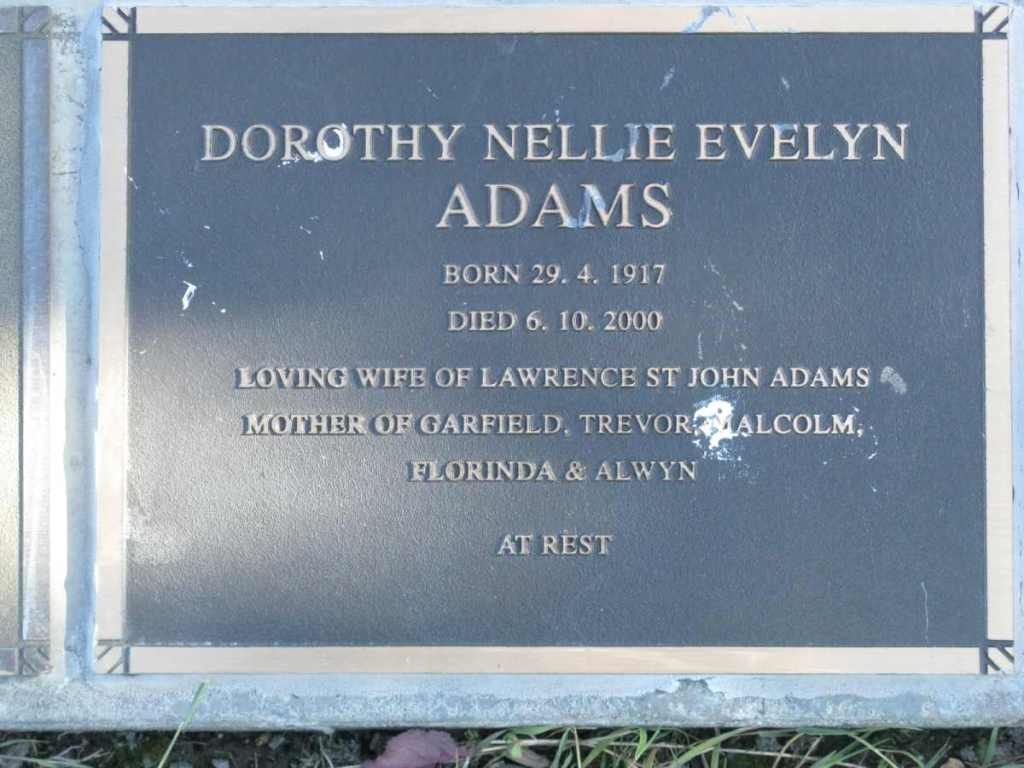 DOROTHY NELLIE EVELYN
ADAMS
BORN 29. 4. 1917
DIED 6. 10. 2000
LOVING WIFE OF LAWRENCE ST JOHN ADAMS
MOTHER OF GARFIELD, TREVOR, MALCOLM,
FLORINDA & ALWYN
AT REST